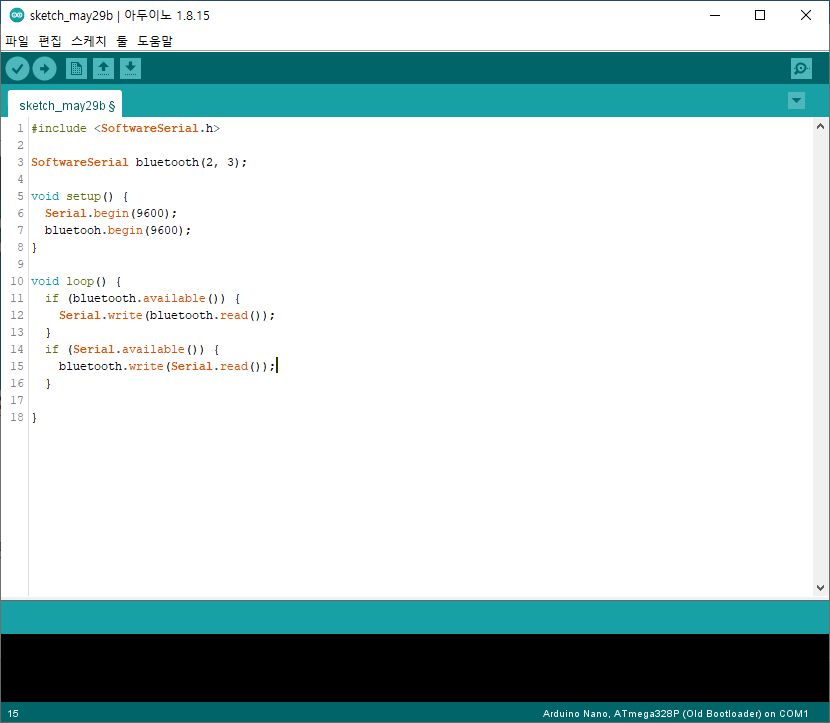 sketch_may29b | 아두이노 1.8.15
파일 편집 스케치 툴 도움말
sketch_may29b §
1 #include <SoftwareSerial.h>
2
3 SoftwareSerial bluetooth(2, 3);
4
5 void setup() {
6   Serial.begin(9600);
7   bluetooh.begin(9600);
8 }
9
10 void loop() {
11   if (bluetooth.available()) {
12     Serial.write(bluetooth.read());
13   }
14   if (Serial.available()) {
15     bluetooth.write(Serial.read());
16   }
17
18 }
15 Arduino Nano, ATmega328P (Old Bootloader) on COM1